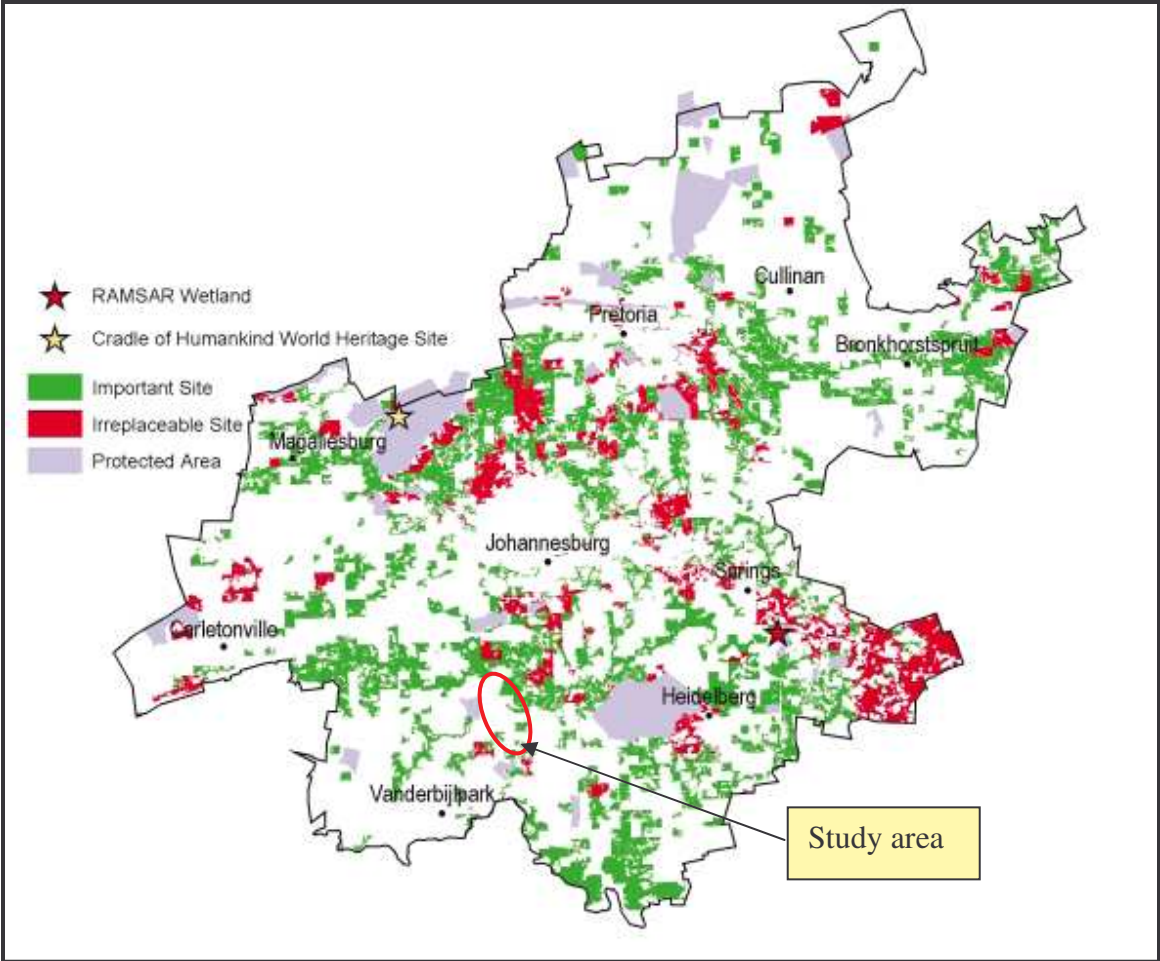 Cullinan
RAMSAR Wetland
Pretoria
Cradle of Humankind World Heritage Site
Bronkhorstspruit
Important Site
Irreplaceable Site
Magaliesburg
Protected Area
Johannesburg
Springs
Carletonville
Heidelberg
Vanderbijlpark
Study area